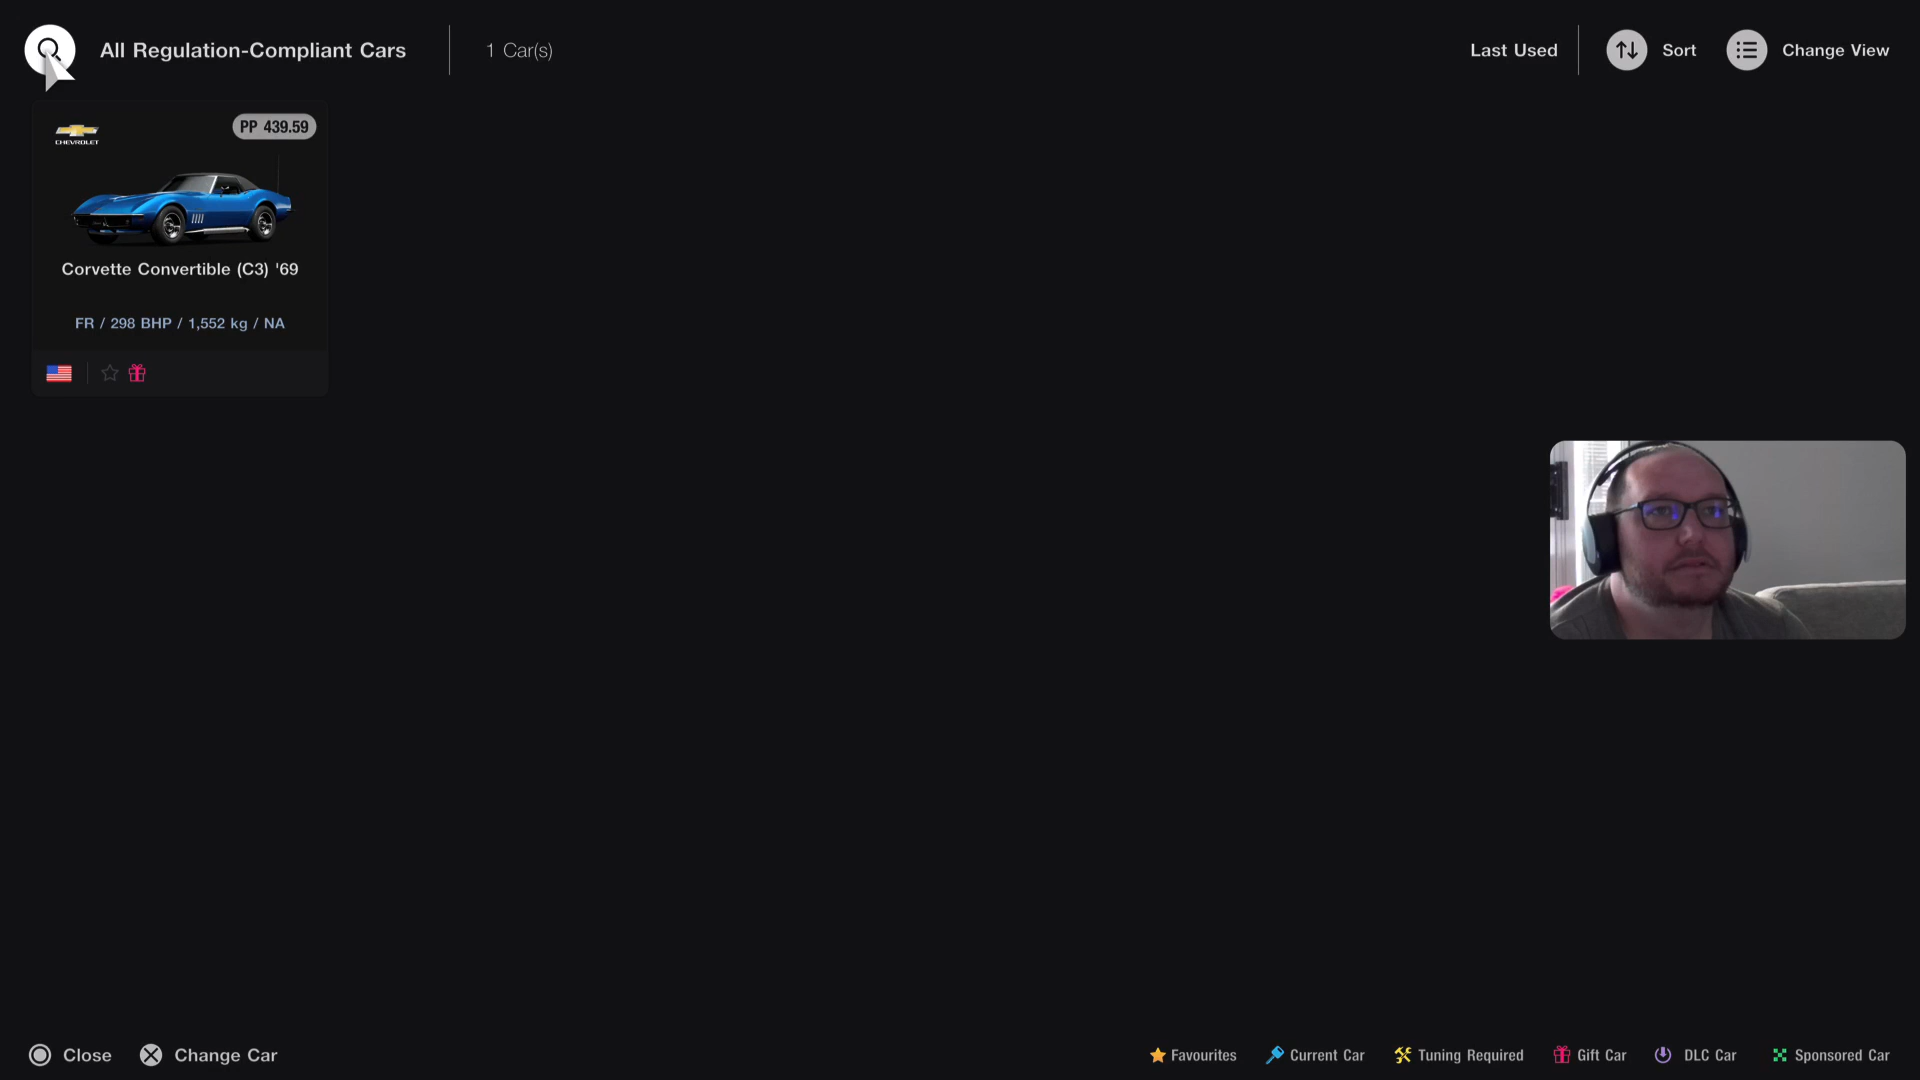 All Regulation-Compliant Cars
1 Car(s)
Last Used
Sort
Change View
CHEVROLET
PP 439.59
Corvette Convertible (C3) '69
FR / 298 BHP / 1,552 kg / NA
Close
Change Car
Favourites
Current Car
Tuning Required
Gift Car
DLC Car
Sponsored Car